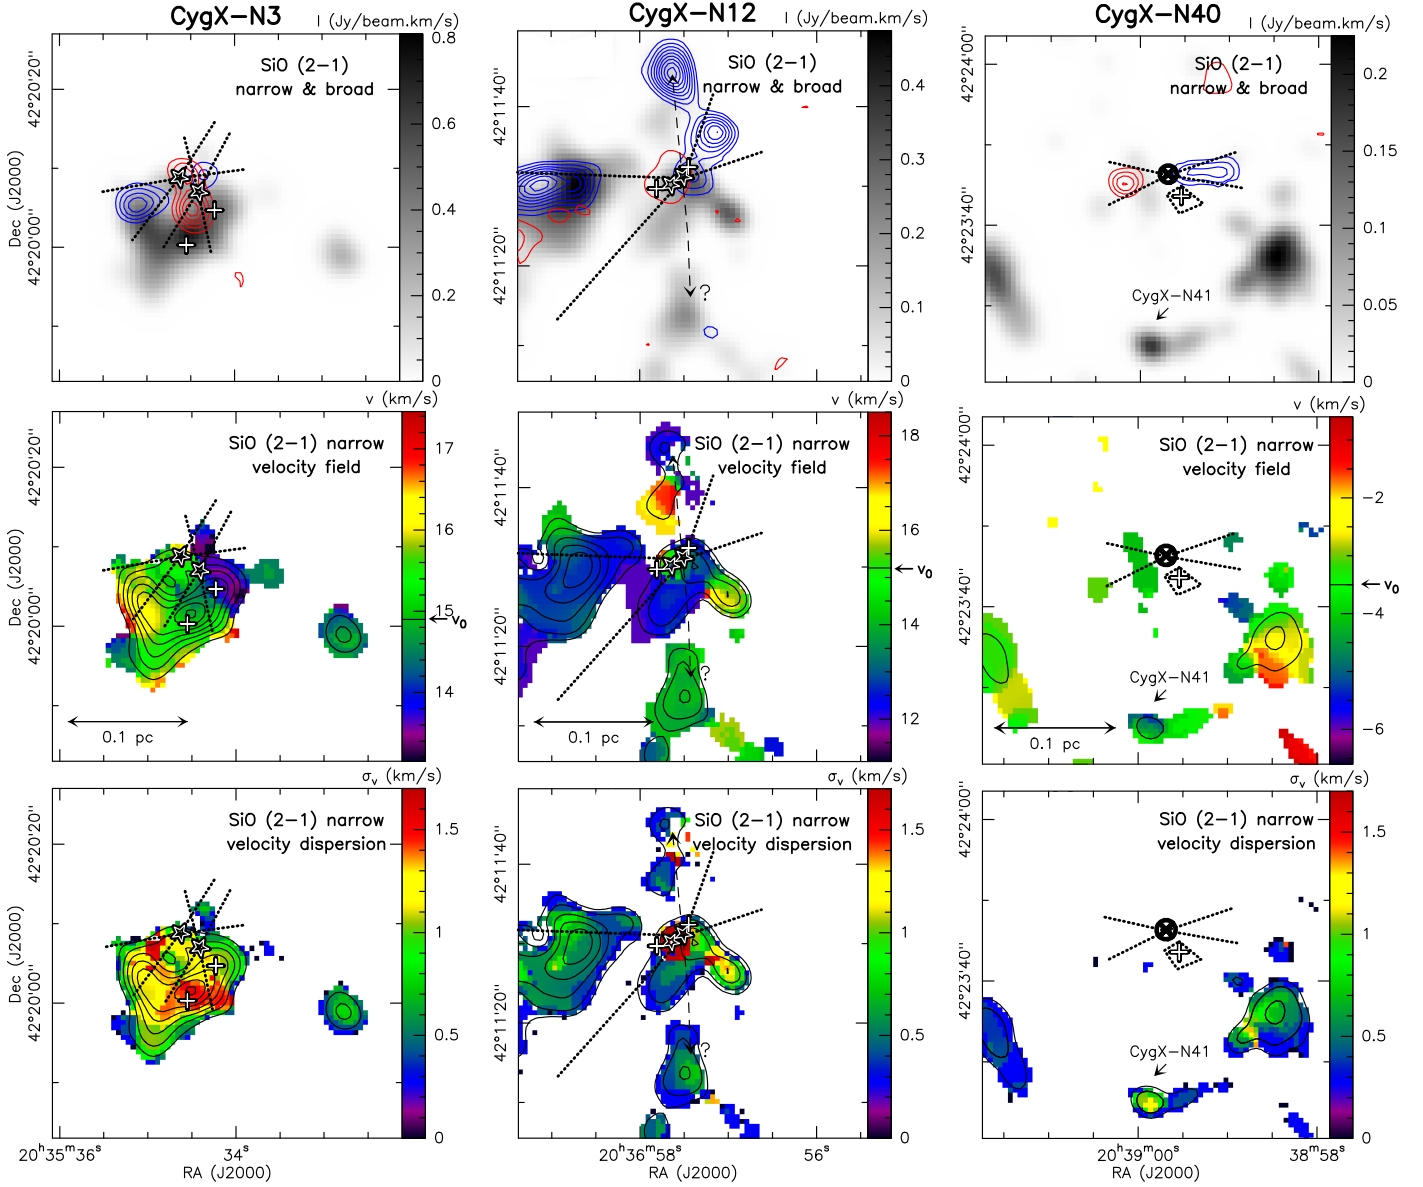 CygX-N3
I (Jy/beam.km/s)
CygX-N12
I (Jy/beam.km/s)
CygX-N40
I (Jy/beam.km/s)
SiO (2-1)
narrow & broad
SiO (2-1)
narrow & broad
SiO (2-1)
narrow & broad
Dec (J2000)
42°20'20"
42°20'00"
42°11'40"
42°11'20"
42°24'00"
42°23'40"
0.8
0.6
0.4
0.2
0
0.4
0.3
0.2
0.1
0
0.2
0.15
0.1
0.05
0
?
CygX-N41
v (km/s)
v (km/s)
v (km/s)
SiO (2-1) narrow
velocity field
SiO (2-1) narrow
velocity field
SiO (2-1) narrow
velocity field
Dec (J2000)
42°20'20"
42°20'00"
42°11'40"
42°11'20"
42°24'00"
42°23'40"
17
16
15
14
v₀
18
16
14
12
v₀
-2
-4
-6
v₀
0.1 pc
0.1 pc
0.1 pc
?
CygX-N41
σᵥ (km/s)
σᵥ (km/s)
σᵥ (km/s)
SiO (2-1) narrow
velocity dispersion
SiO (2-1) narrow
velocity dispersion
SiO (2-1) narrow
velocity dispersion
Dec (J2000)
42°20'20"
42°20'00"
42°11'40"
42°11'20"
42°24'00"
42°23'40"
1.5
1
0.5
0
1.5
1
0.5
0
1.5
1
0.5
0
?
CygX-N41
20ʰ35ᵐ36ˢ
34ˢ
20ʰ36ᵐ58ˢ
56ˢ
20ʰ39ᵐ00ˢ
38ᵐ58ˢ
RA (J2000)
RA (J2000)
RA (J2000)